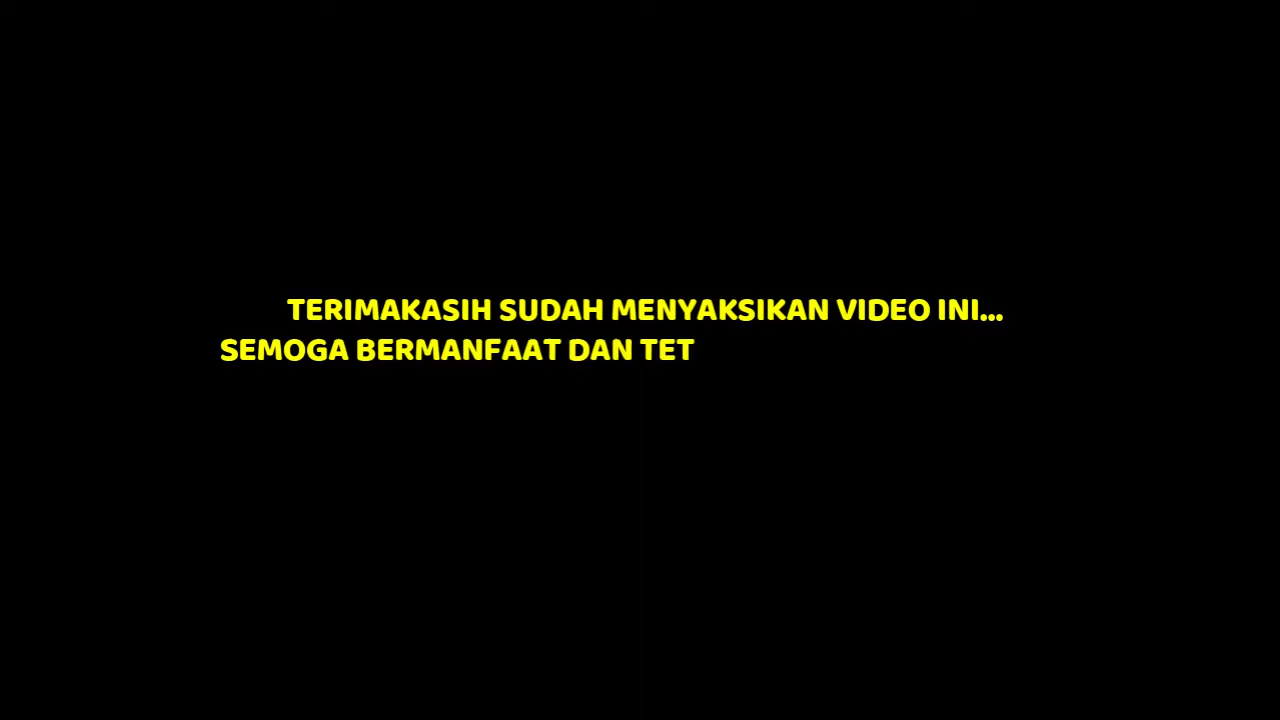 TERIMAKASIH SUDAH MENYAKSIKAN VIDEO INI...
SEMOGA BERMANFAAT DAN TET